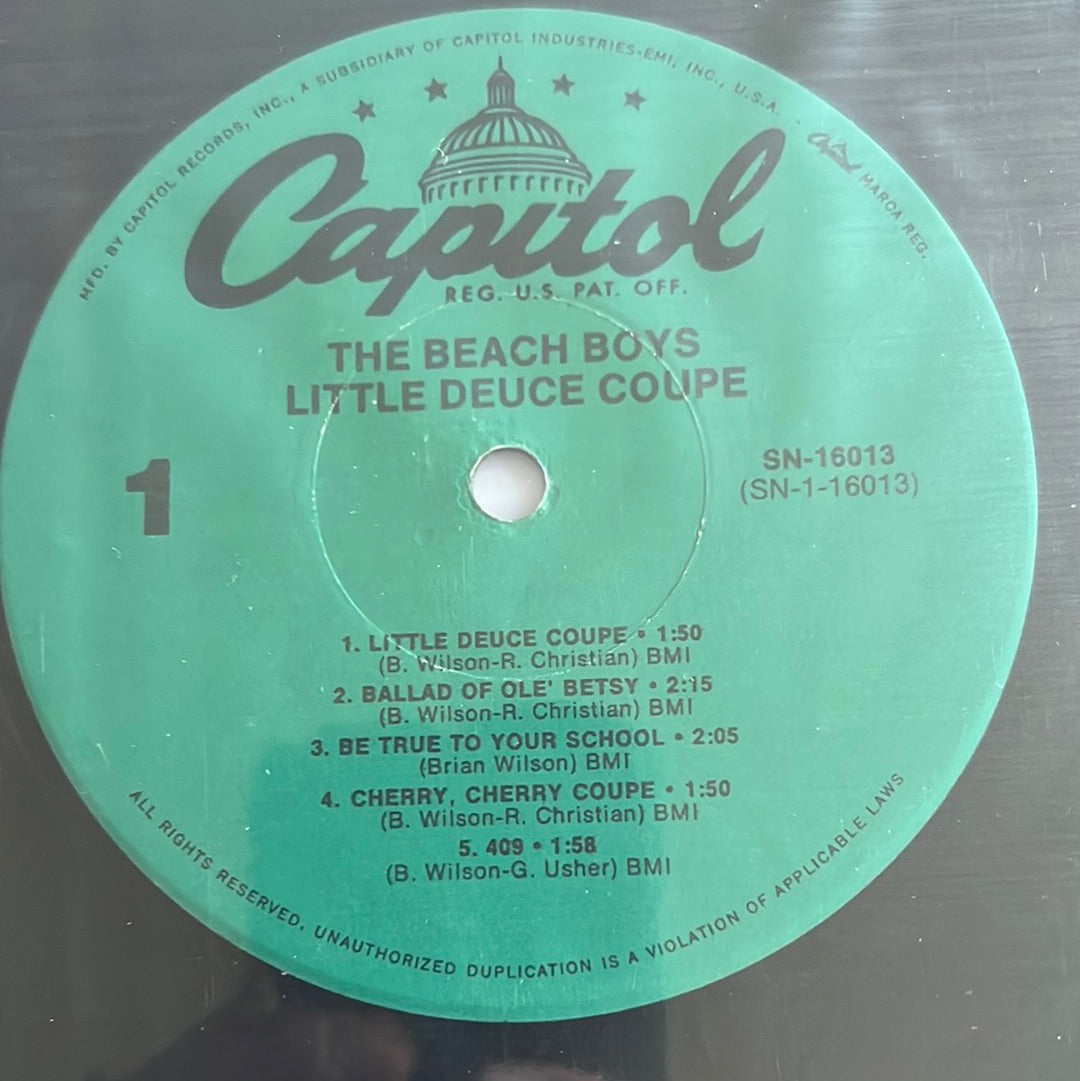 MFD. BY CAPITOL RECORDS, INC., A SUBSIDIARY OF CAPITOL INDUSTRIES-EMI, INC., U.S.A. · Capitol MARCA REG.
Capitol
REG. U.S. PAT. OFF.
THE BEACH BOYS
LITTLE DEUCE COUPE
1
SN-16013
(SN-1-16013)
1. LITTLE DEUCE COUPE • 1:50
(B. Wilson-R. Christian) BMI
2. BALLAD OF OLE' BETSY • 2:15
(B. Wilson-R. Christian) BMI
3. BE TRUE TO YOUR SCHOOL • 2:05
(Brian Wilson) BMI
4. CHERRY, CHERRY COUPE • 1:50
(B. Wilson-R. Christian) BMI
5. 409 • 1:58
(B. Wilson-G. Usher) BMI
ALL RIGHTS RESERVED. UNAUTHORIZED DUPLICATION IS A VIOLATION OF APPLICABLE LAWS